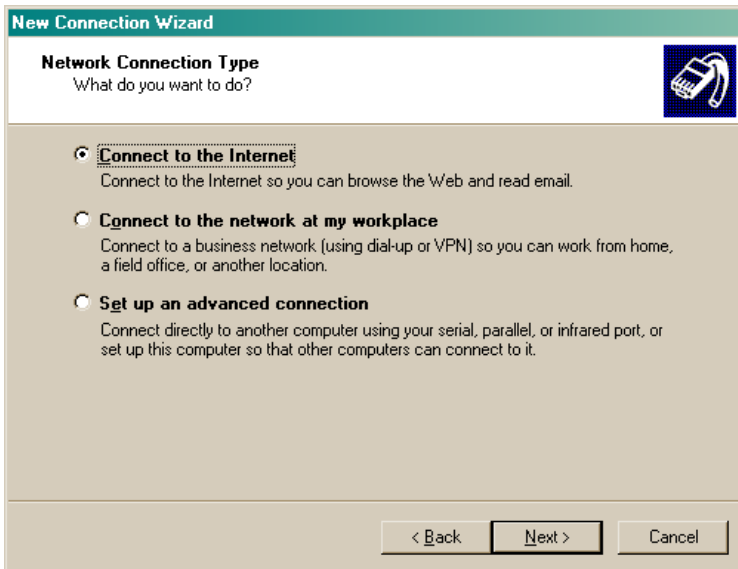 New Connection Wizard
Network Connection Type
What do you want to do?
Connect to the Internet
Connect to the Internet so you can browse the Web and read email.
Connect to the network at my workplace
Connect to a business network (using dial-up or VPN) so you can work from home,
a field office, or another location.
Set up an advanced connection
Connect directly to another computer using your serial, parallel, or infrared port, or
set up this computer so that other computers can connect to it.
< Back
Next >
Cancel